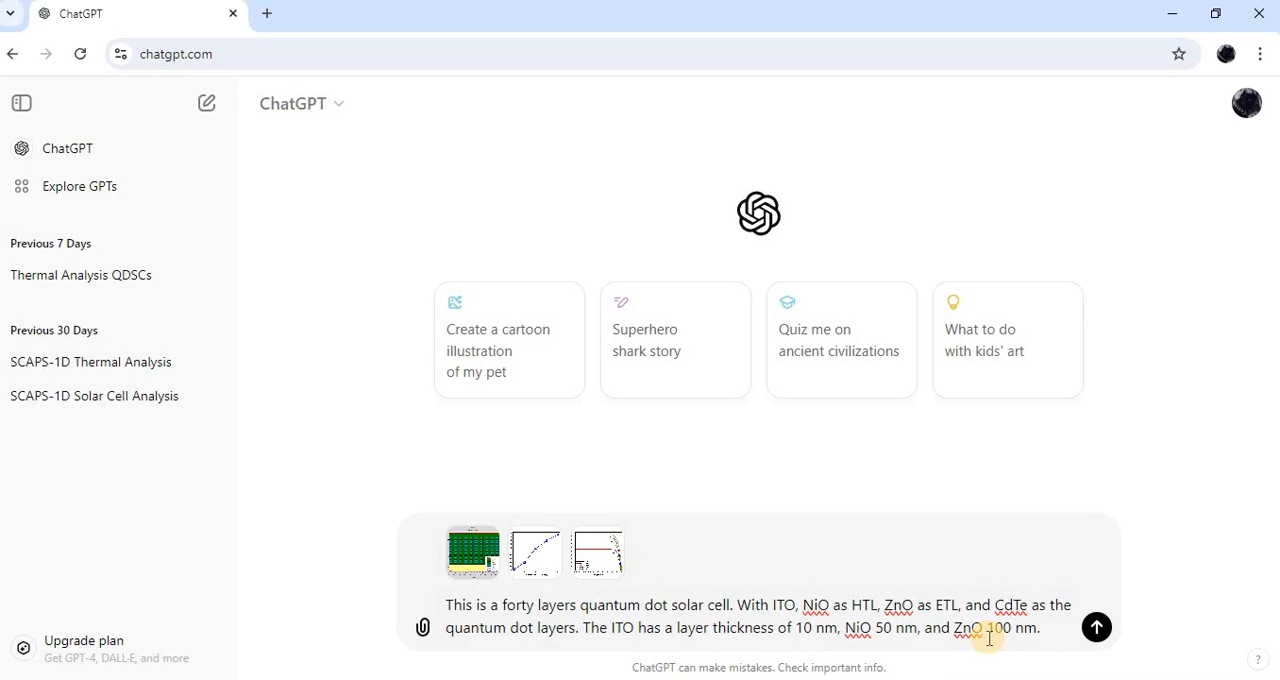 ChatGPT
chatgpt.com
ChatGPT
ChatGPT
Explore GPTs
Previous 7 Days
Thermal Analysis QDSCs
Previous 30 Days
SCAPS-1D Thermal Analysis
SCAPS-1D Solar Cell Analysis
Create a cartoon
illustration
of my pet
Superhero
shark story
Quiz me on
ancient civilizations
What to do
with kids' art
This is a forty layers quantum dot solar cell. With ITO, NiO as HTL, ZnO as ETL, and CdTe as the
quantum dot layers. The ITO has a layer thickness of 10 nm, NiO 50 nm, and ZnO 100 nm.
Upgrade plan
Get GPT-4, DALL·E, and more
ChatGPT can make mistakes. Check important info.
?